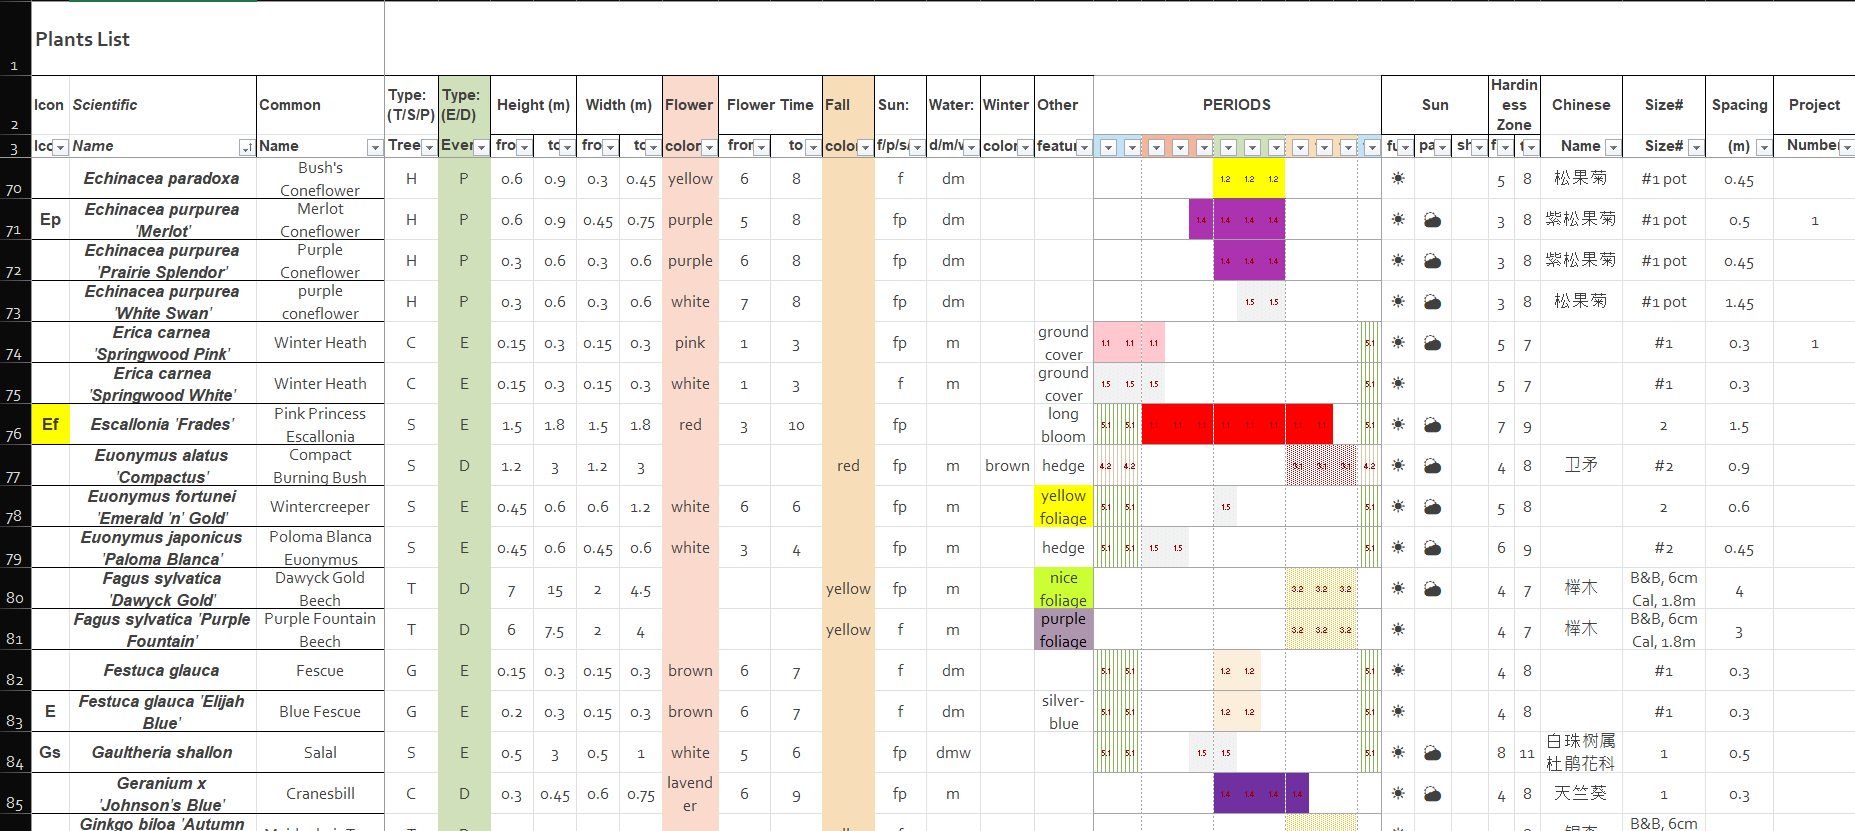 Plants List
1
Icon Scientific Common Type: (T/S/P) Type: (E/D) Height (m) Width (m) Flower Flower Time Fall Sun: Water: Winter Other PERIODS Sun Hardin ess Zone Chinese Size# Spacing Project
2
3 Name Name Tree to to color to f/p/s/ d/m/ color featur pa sh Name Size# (m) Number
70 Echinacea paradoxa Bush's Coneflower H P 0.6 0.9 0.3 0.45 yellow 6 8 f dm 1.2 1.2 1.2 5 8 松果菊 #1 pot 0.45
71 Ep Echinacea purpurea 'Merlot' Merlot Coneflower H P 0.6 0.9 0.45 0.75 purple 5 8 fp dm 1.4 1.4 1.4 1.4 3 8 紫松果菊 #1 pot 0.5 1
72 Echinacea purpurea 'Prairie Splendor' Purple Coneflower H P 0.3 0.6 0.3 0.6 purple 6 8 fp dm 1.4 1.4 1.4 3 8 紫松果菊 #1 pot 0.45
73 Echinacea purpurea 'White Swan' purple coneflower H P 0.3 0.6 0.3 0.6 white 7 8 fp dm 1.5 1.5 3 8 松果菊 #1 pot 1.45
74 Erica carnea 'Springwood Pink' Winter Heath C E 0.15 0.3 0.15 0.3 pink 1 3 fp m ground cover 1.1 1.1 1.1 5.1 5 7 #1 0.3 1
75 Erica carnea 'Springwood White' Winter Heath C E 0.15 0.3 0.15 0.3 white 1 3 f m ground cover 1.5 1.5 1.5 5.1 5 7 #1 0.3
76 Ef Escallonia 'Frades' Pink Princess Escallonia S E 1.5 1.8 1.5 1.8 red 3 10 fp long bloom 5.1 5.1 1.1 1.1 1.1 1.1 1.1 1.1 1.1 1.1 5.1 7 9 2 1.5
77 Euonymus alatus 'Compactus' Compact Burning Bush S D 1.2 3 1.2 3 red fp m brown hedge 4.2 4.2 3.1 3.1 3.1 4.2 4 8 卫矛 #2 0.9
78 Euonymus fortunei 'Emerald 'n' Gold' Wintercreeper S E 0.45 0.6 0.6 1.2 white 6 6 fp m yellow foliage 5.1 5.1 1.5 5.1 5 8 2 0.6
79 Euonymus japonicus 'Paloma Blanca' Poloma Blanca Euonymus S E 0.45 0.6 0.45 0.6 white 3 4 fp m hedge 5.1 5.1 1.5 1.5 5.1 6 9 #2 0.45
80 Fagus sylvatica 'Dawyck Gold' Dawyck Gold Beech T D 7 15 2 4.5 yellow fp m nice foliage 3.2 3.2 3.2 4 7 榉木 B&B, 6cm Cal, 1.8m 4
81 Fagus sylvatica 'Purple Fountain' Purple Fountain Beech T D 6 7.5 2 4 yellow f m purple foliage 3.2 3.2 3.2 4 7 榉木 B&B, 6cm Cal, 1.8m 3
82 Festuca glauca Fescue G E 0.15 0.3 0.15 0.3 brown 6 7 f dm 5.1 5.1 1.2 1.2 5.1 4 8 #1 0.3
83 E Festuca glauca 'Elijah Blue' Blue Fescue G E 0.2 0.3 0.15 0.3 brown 6 7 f dm silver-blue 5.1 5.1 1.2 1.2 5.1 4 8 #1 0.3
84 Gs Gaultheria shallon Salal S E 0.5 3 0.5 1 white 5 6 fp dmw 5.1 5.1 1.5 1.5 5.1 8 11 白珠树属 杜鹃花科 1 0.5
85 Geranium x 'Johnson's Blue' Cranesbill C D 0.3 0.45 0.6 0.75 lavend er 6 9 fp m 1.4 1.4 1.4 1.4 4 8 天竺葵 1 0.3
Ginkgo biloa 'Autumn B&B, 6cm